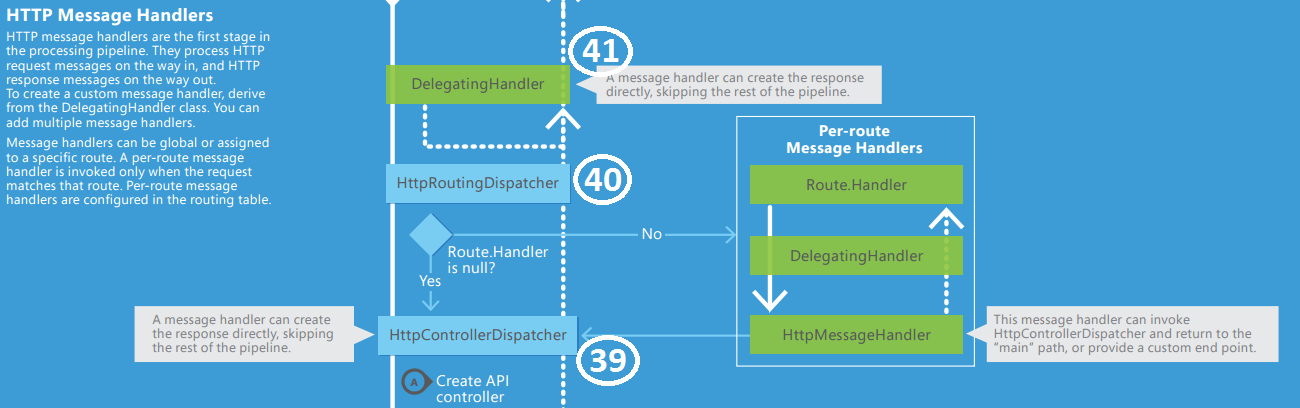 HTTP Message Handlers
HTTP message handlers are the first stage in
the processing pipeline. They process HTTP
request messages on the way in, and HTTP
response messages on the way out.
To create a custom message handler, derive
from the DelegatingHandler class. You can
add multiple message handlers.
Message handlers can be global or assigned
to a specific route. A per-route message
handler is invoked only when the request
matches that route. Per-route message
handlers are configured in the routing table.
41
DelegatingHandler
A message handler can create the response
directly, skipping the rest of the pipeline.
HttpRoutingDispatcher
40
Route.Handler
is null?
No
Yes
Per-route
Message Handlers
Route.Handler
DelegatingHandler
HttpMessageHandler
This message handler can invoke
HttpControllerDispatcher and return to the
“main” path, or provide a custom end point.
A message handler can create
the response directly, skipping
the rest of the pipeline.
HttpControllerDispatcher
39
A
Create API
controller